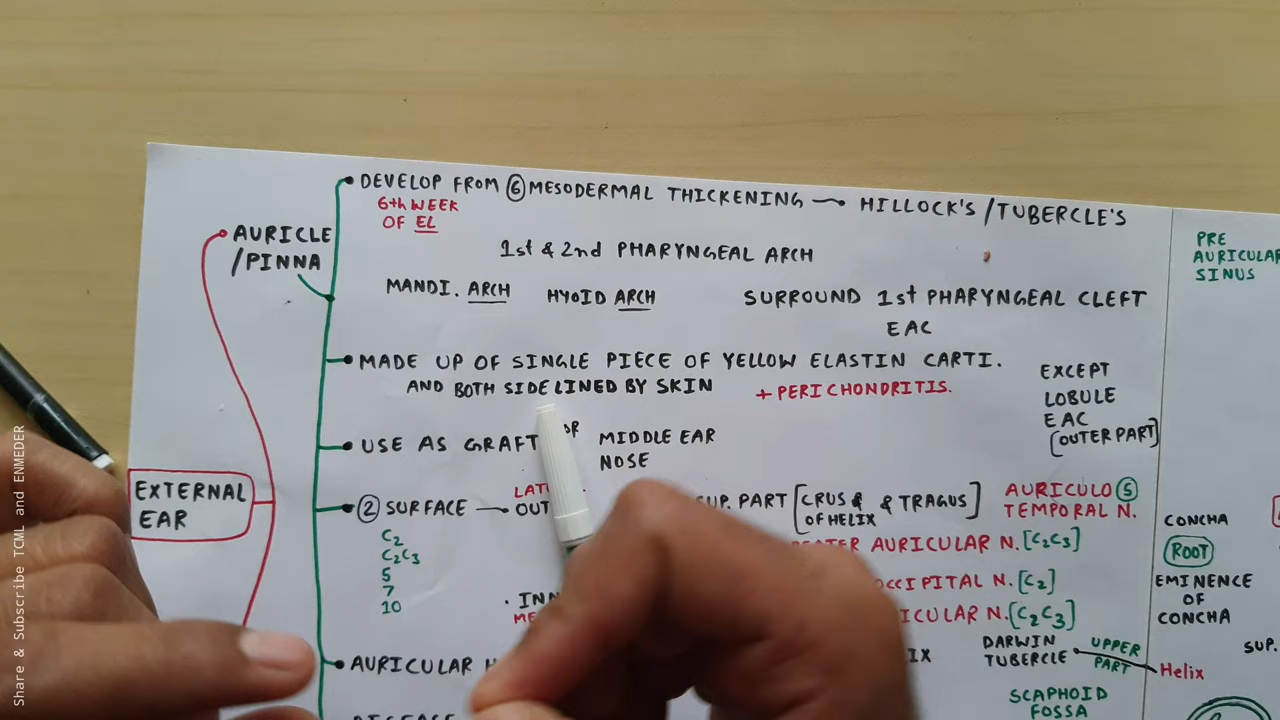 DEVELOP FROM ⑥ MESODERMAL THICKENING → HILLOCK'S / TUBERCLE'S
6th WEEK
OF EL
AURICLE
/PINNA
1st & 2nd PHARYNGEAL ARCH
MANDI. ARCH HYOID ARCH
SURROUND 1st PHARYNGEAL CLEFT
EAC
PRE
AURICULAR
SINUS
MADE UP OF SINGLE PIECE OF YELLOW ELASTIN CARTI.
AND BOTH SIDE LINED BY SKIN + PERICHONDRITIS.
EXCEPT
LOBULE
EAC
(OUTER PART)
USE AS GRAFT MIDDLE EAR
NOSE
EXTERNAL
EAR
② SURFACE
C2
C2C3
5
7
10
PART [CRUS & & TRAGUS]
OF HELIX
AURICULO ⑤
TEMPORAL N.
AURICULAR N. [C2C3]
N. [C2]
[C2C3]
CONCHA
ROOT
EMINENCE
OF
CONCHA
AURICULAR
DARWIN
TUBERCLE
UPPER
PART
Helix
SUP.
SCAPHOID
FOSSA
Share & Subscribe TCML and ENMEDER